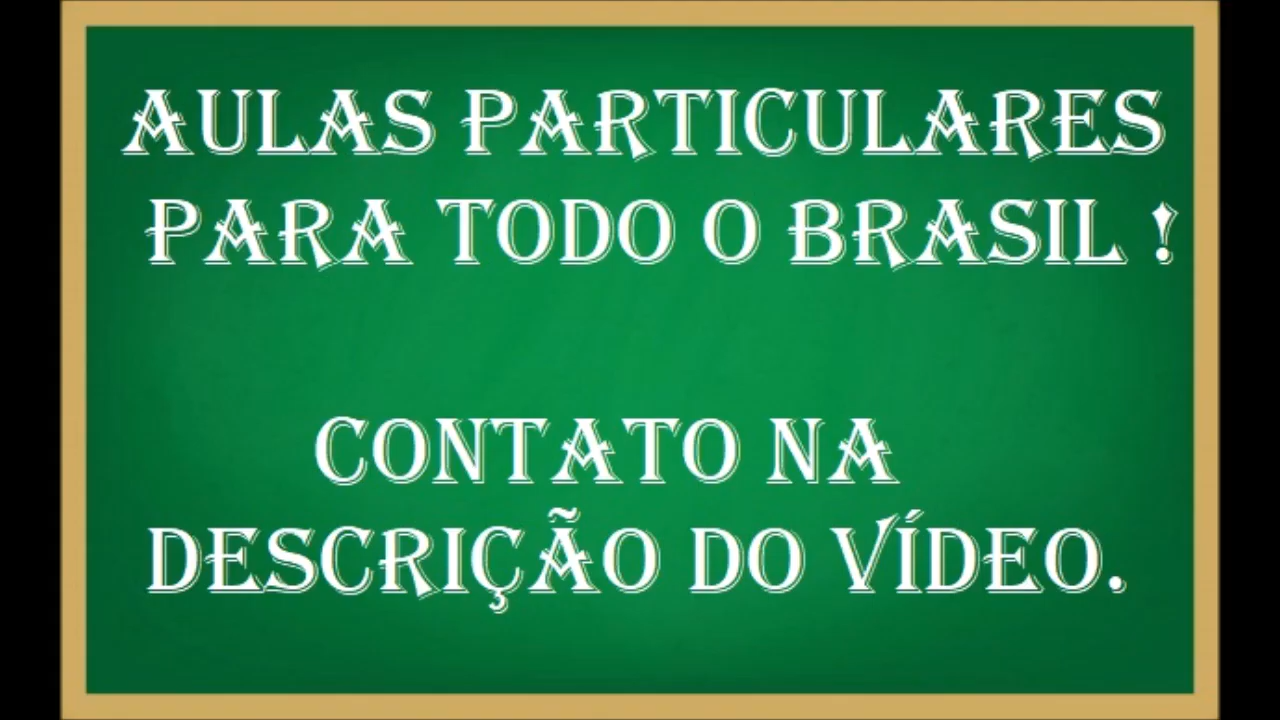 AULAS PARTICULARES
PARA TODO O BRASIL !
CONTATO NA
DESCRIÇÃO DO VÍDEO.